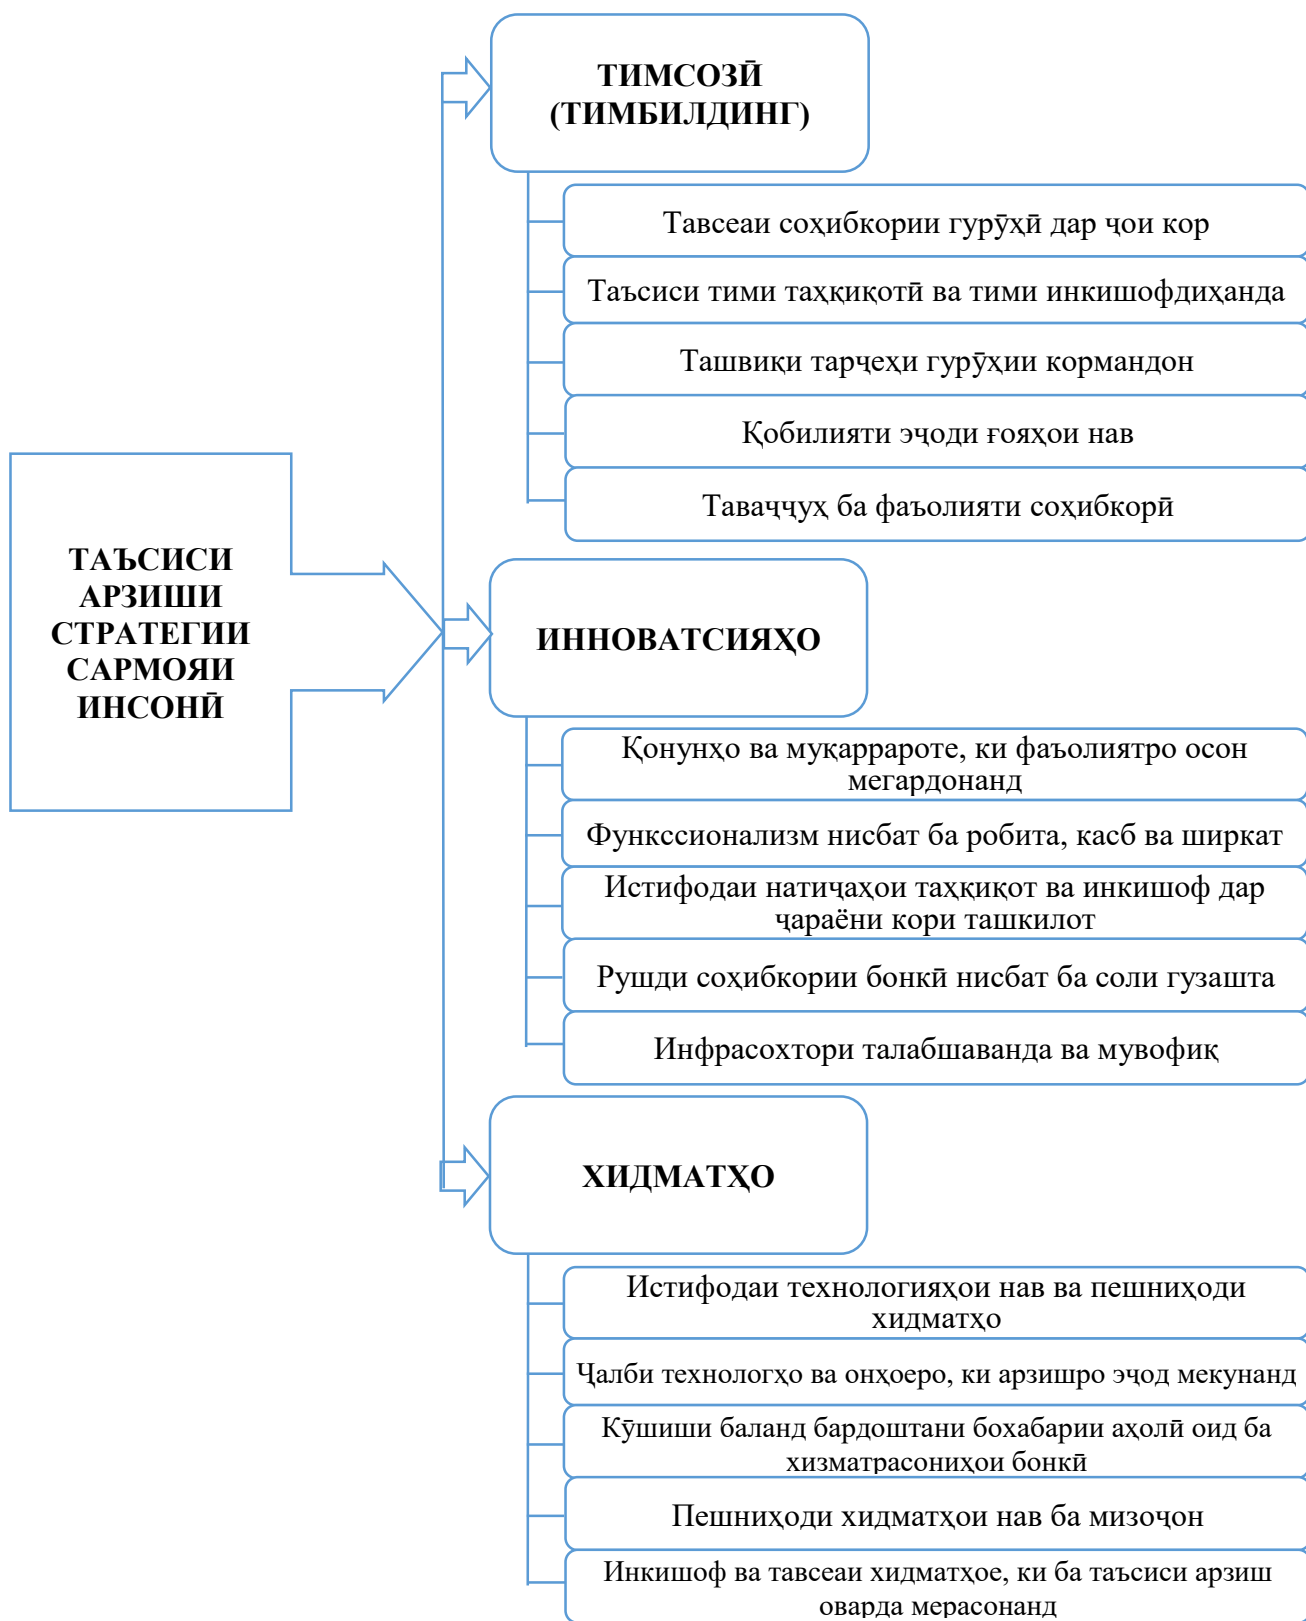 ТИМСОЗӢ
(ТИМБИЛДИНГ)
Тавсеаи соҳибкории гурӯҳӣ дар ҷои кор
Таъсиси тими таҳқиқотӣ ва тими инкишофдиҳанда
Ташвиқи тарҷеҳи гурӯҳии кормандон
Қобилияти эҷоди ғояҳои нав
Таваҷҷуҳ ба фаъолияти соҳибкорӣ
ТАЪСИСИ
АРЗИШИ
СТРАТЕГИИ
САРМОЯИ
ИНСОНӢ
ИННОВАТСИЯҲО
Қонунҳо ва муқаррароте, ки фаъолиятро осон
мегардонанд
Функссионализм нисбат ба робита, касб ва ширкат
Истифодаи натиҷаҳои таҳқиқот ва инкишоф дар
ҷараёни кори ташкилот
Рушди соҳибкории бонкӣ нисбат ба соли гузашта
Инфрасохтори талабшаванда ва мувофиқ
ХИДМАТҲО
Истифодаи технологияҳои нав ва пешниҳоди
хидматҳо
Ҷалби технологҳо ва онҳоеро, ки арзишро эҷод мекунанд
Кӯшиши баланд бардоштани бохабарии аҳолӣ оид ба
хизматрасониҳои бонкӣ
Пешниҳоди хидматҳои нав ба мизоҷон
Инкишоф ва тавсеаи хидматҳое, ки ба таъсиси арзиш
оварда мерасонанд